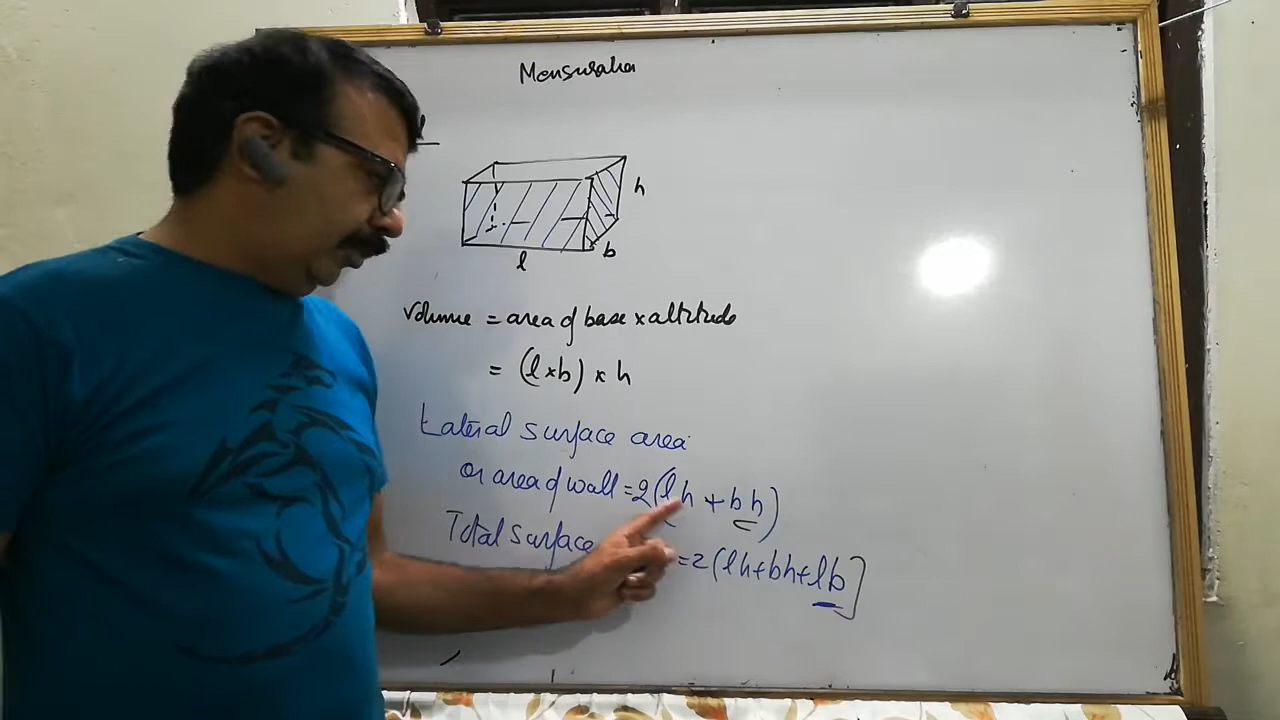 Mensuration
h
b
l
Volume = area of base x altitude
= (l x b) x h
Lateral surface area
or area of wall = 2(lh + bh)
Total surface = 2(lh+bh+lb]